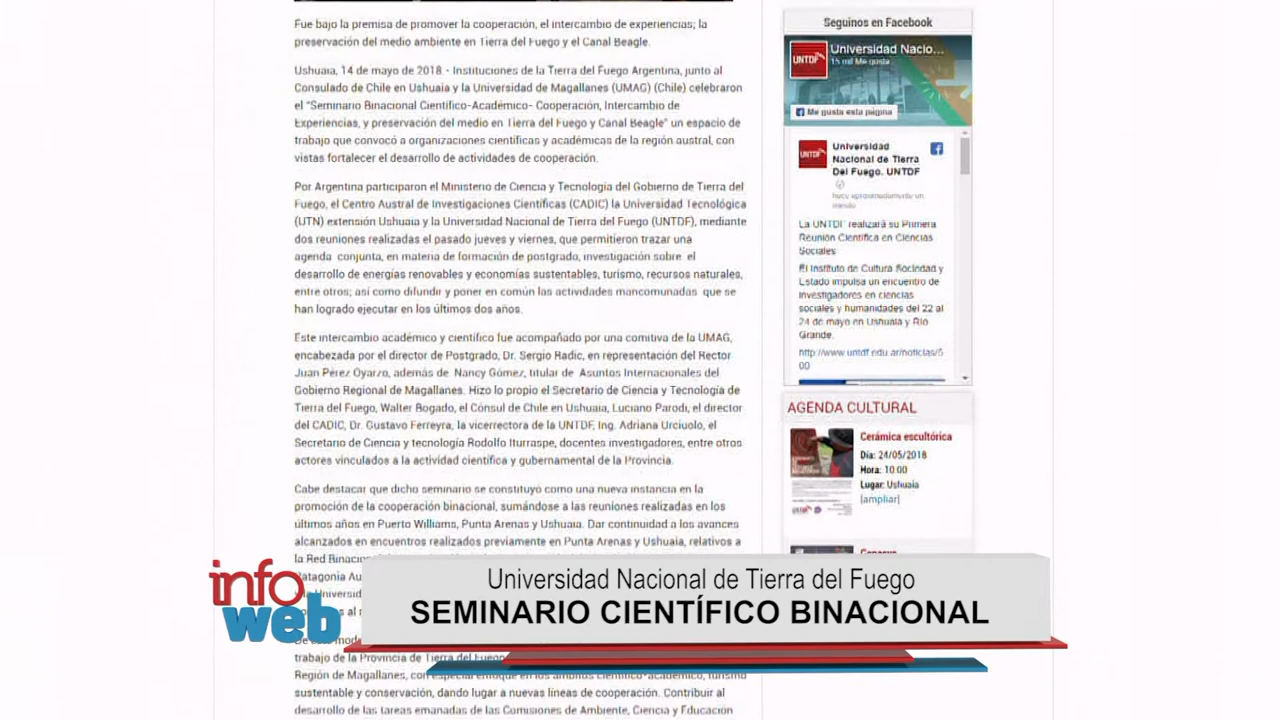 Fue bajo la premisa de promover la cooperación, el intercambio de experiencias; la
preservación del medio ambiente en Tierra del Fuego y el Canal Beagle.
Ushuaia, 14 de mayo de 2018 - Instituciones de la Tierra del Fuego Argentina, junto al
Consulado de Chile en Ushuaia y la Universidad de Magallanes (UMAG) (Chile) celebraron
el "Seminario Binacional Científico-Académico- Cooperación, Intercambio de
Experiencias, y preservación del medio en Tierra del Fuego y Canal Beagle" un espacio de
trabajo que convocó a organizaciones científicas y académicas de la región austral, con
vistas fortalecer el desarrollo de actividades de cooperación.
Por Argentina participaron el Ministerio de Ciencia y Tecnología del Gobierno de Tierra del
Fuego, el Centro Austral de Investigaciones Científicas (CADIC) la Universidad Tecnológica
(UTN) extensión Ushuaia y la Universidad Nacional de Tierra del Fuego (UNTDF), mediante
dos reuniones realizadas el pasado jueves y viernes, que permitieron trazar una
agenda conjunta, en materia de formación de postgrado, investigación sobre el
desarrollo de energías renovables y economías sustentables, turismo, recursos naturales,
entre otros; así como difundir y poner en común las actividades mancomunadas que se
han logrado ejecutar en los últimos dos años.
Este intercambio académico y científico fue acompañado por una comitiva de la UMAG,
encabezada por el director de Postgrado, Dr. Sergio Radic, en representación del Rector
Juan Pérez Oyarzo, además de Nancy Gómez, titular de Asuntos Internacionales del
Gobierno Regional de Magallanes. Hizo lo propio el Secretario de Ciencia y Tecnología de
Tierra del Fuego, Walter Bogado, el Cónsul de Chile en Ushuaia, Luciano Parodi, el director
del CADIC, Dr. Gustavo Ferreyra, la vicerrectora de la UNTDF, Ing. Adriana Urciuolo, el
Secretario de Ciencia y tecnología Rodolfo Iturraspe, docentes investigadores, entre otros
actores vinculados a la actividad científica y gubernamental de la Provincia.
Cabe destacar que dicho seminario se constituyó como una nueva instancia en la
promoción de la cooperación binacional, sumándose a las reuniones realizadas en los
últimos años en Puerto Williams, Punta Arenas y Ushuaia. Dar continuidad a los avances
alcanzados en encuentros realizados previamente en Punta Arenas y Ushuaia, relativos a
la Red Binacio
Patagonia Au
trabajo de la Provincia de Tierra del Fuego
Región de Magallanes, con especial enfoque en los ámbitos científico-académico, turismo
sustentable y conservación, dando lugar a nuevas líneas de cooperación. Contribuir al
desarrollo de las tareas emanadas de las Comisiones de Ambiente, Ciencia y Educación
Seguinos en Facebook
UNTDF
Universidad Nacio...
15 mil Me gusta
Me gusta esta página
UNTDF
Universidad
Nacional de Tierra
Del Fuego. UNTDF
hace aproximadamente un
minuto
La UNTDF realizará su Primera
Reunión Científica en Ciencias
Sociales
El Instituto de Cultura Sociedad y
Estado impulsa un encuentro de
investigadores en ciencias
sociales y humanidades del 22 al
24 de mayo en Ushuaia y Río
Grande.
http://www.untdf.edu.ar/noticias/5
00
AGENDA CULTURAL
Cerámica escultórica
Día: 24/05/2018
Hora: 10:00
Lugar: Ushuaia
[ampliar]
info
web
Universidad Nacional de Tierra del Fuego
SEMINARIO CIENTÍFICO BINACIONAL